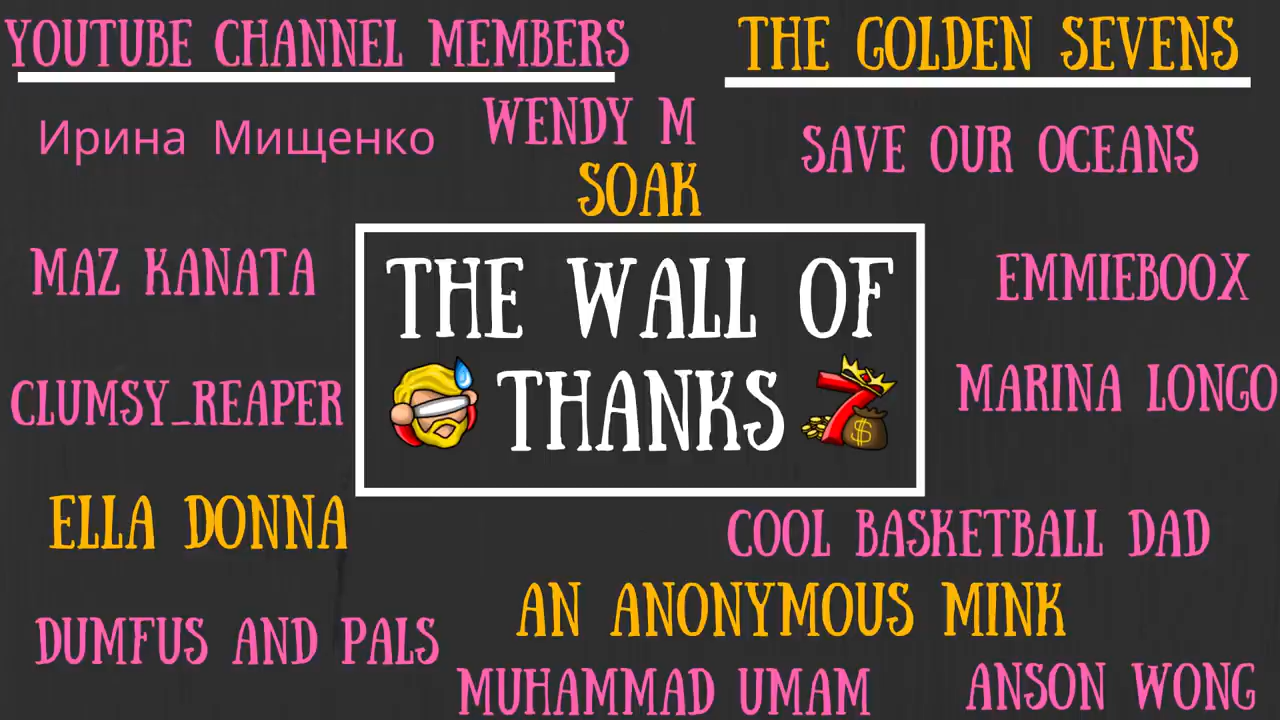 YOUTUBE CHANNEL MEMBERS
THE GOLDEN SEVENS
Ирина Мищенко
WENDY M
SAVE OUR OCEANS
SOAK
MAZ KANATA
EMMIEBOOX
THE WALL OF
THANKS
7
$
CLUMSY_REAPER
MARINA LONGO
ELLA DONNA
COOL BASKETBALL DAD
AN ANONYMOUS MINK
DUMFUS AND PALS
MUHAMMAD UMAM
ANSON WONG